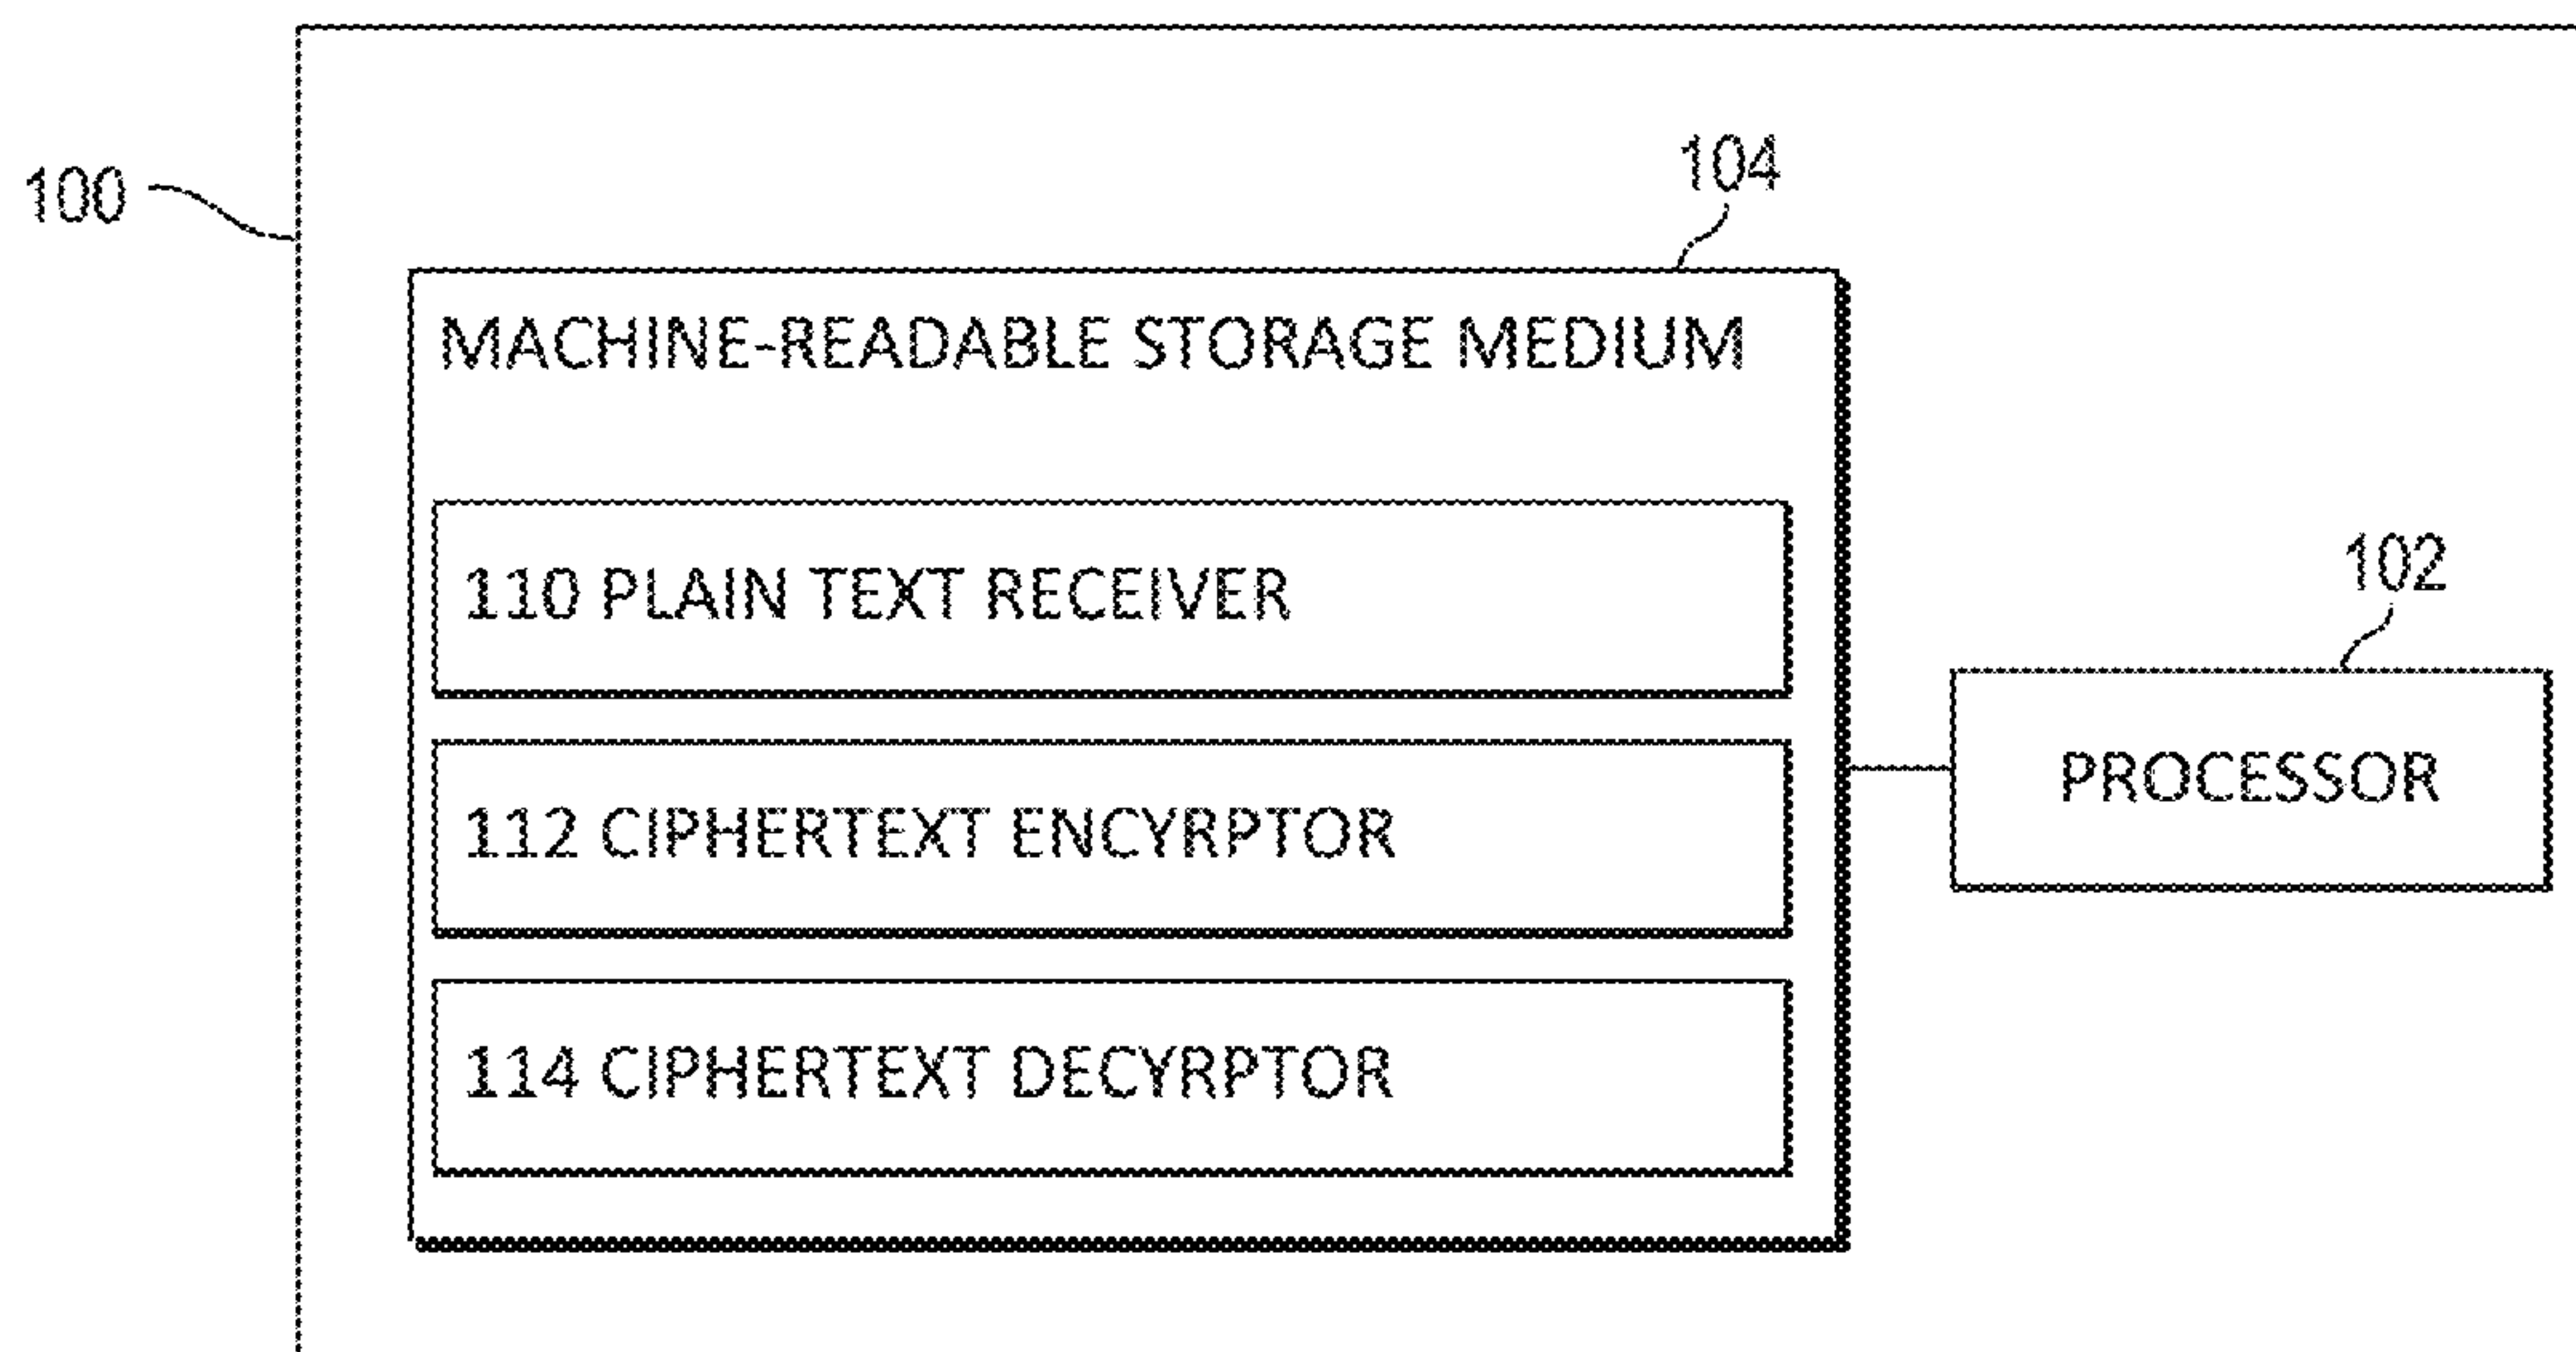 100
104
MACHINE-READABLE STORAGE MEDIUM
110 PLAIN TEXT RECEIVER
102
PROCESSOR
112 CIPHERTEXT ENCYRPTOR
114 CIPHERTEXT DECYRPTOR